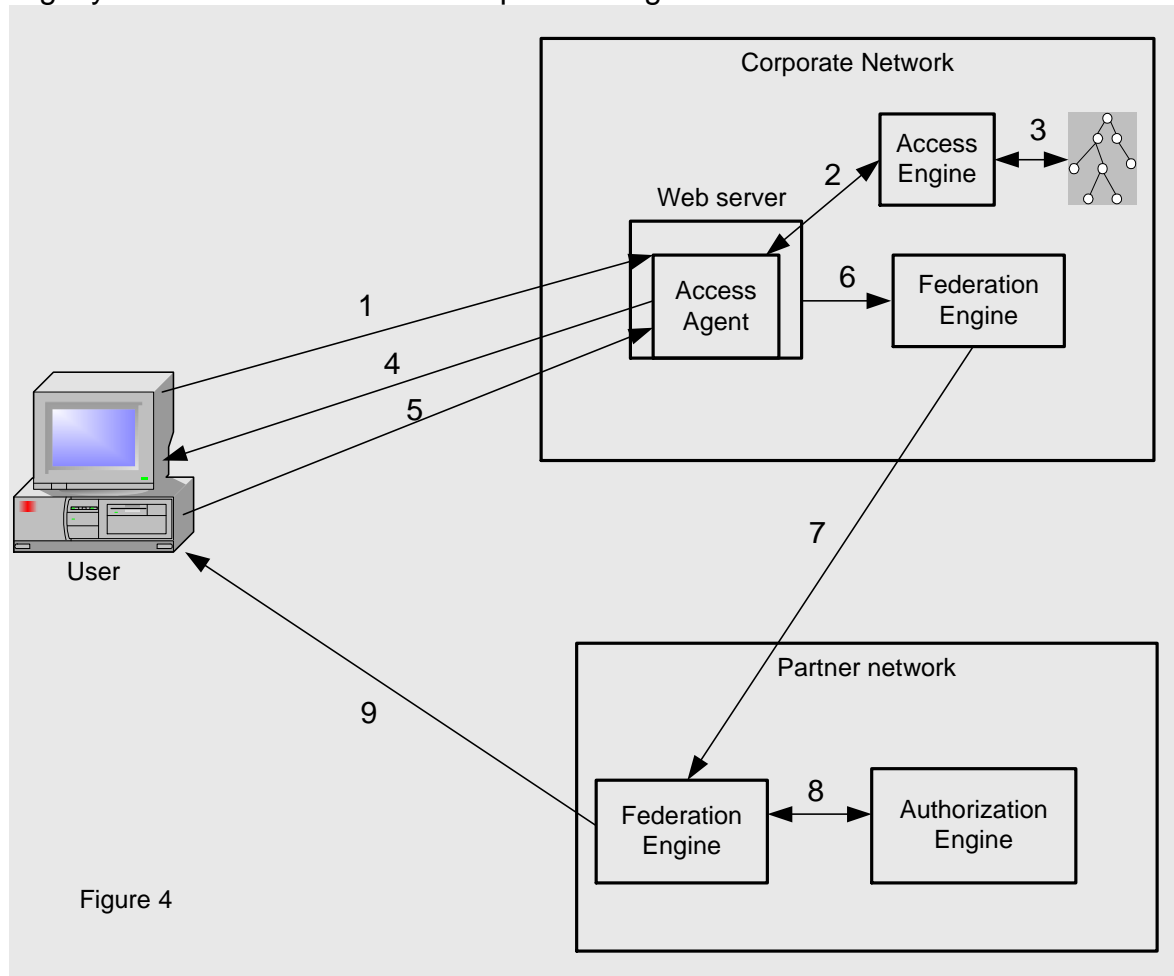 Corporate Network
Access
Engine
3
2
Web server
Access
Agent
6
Federation
Engine
1
4
5
User
7
Partner network
9
Federation
Engine
8
Authorization
Engine
Figure 4